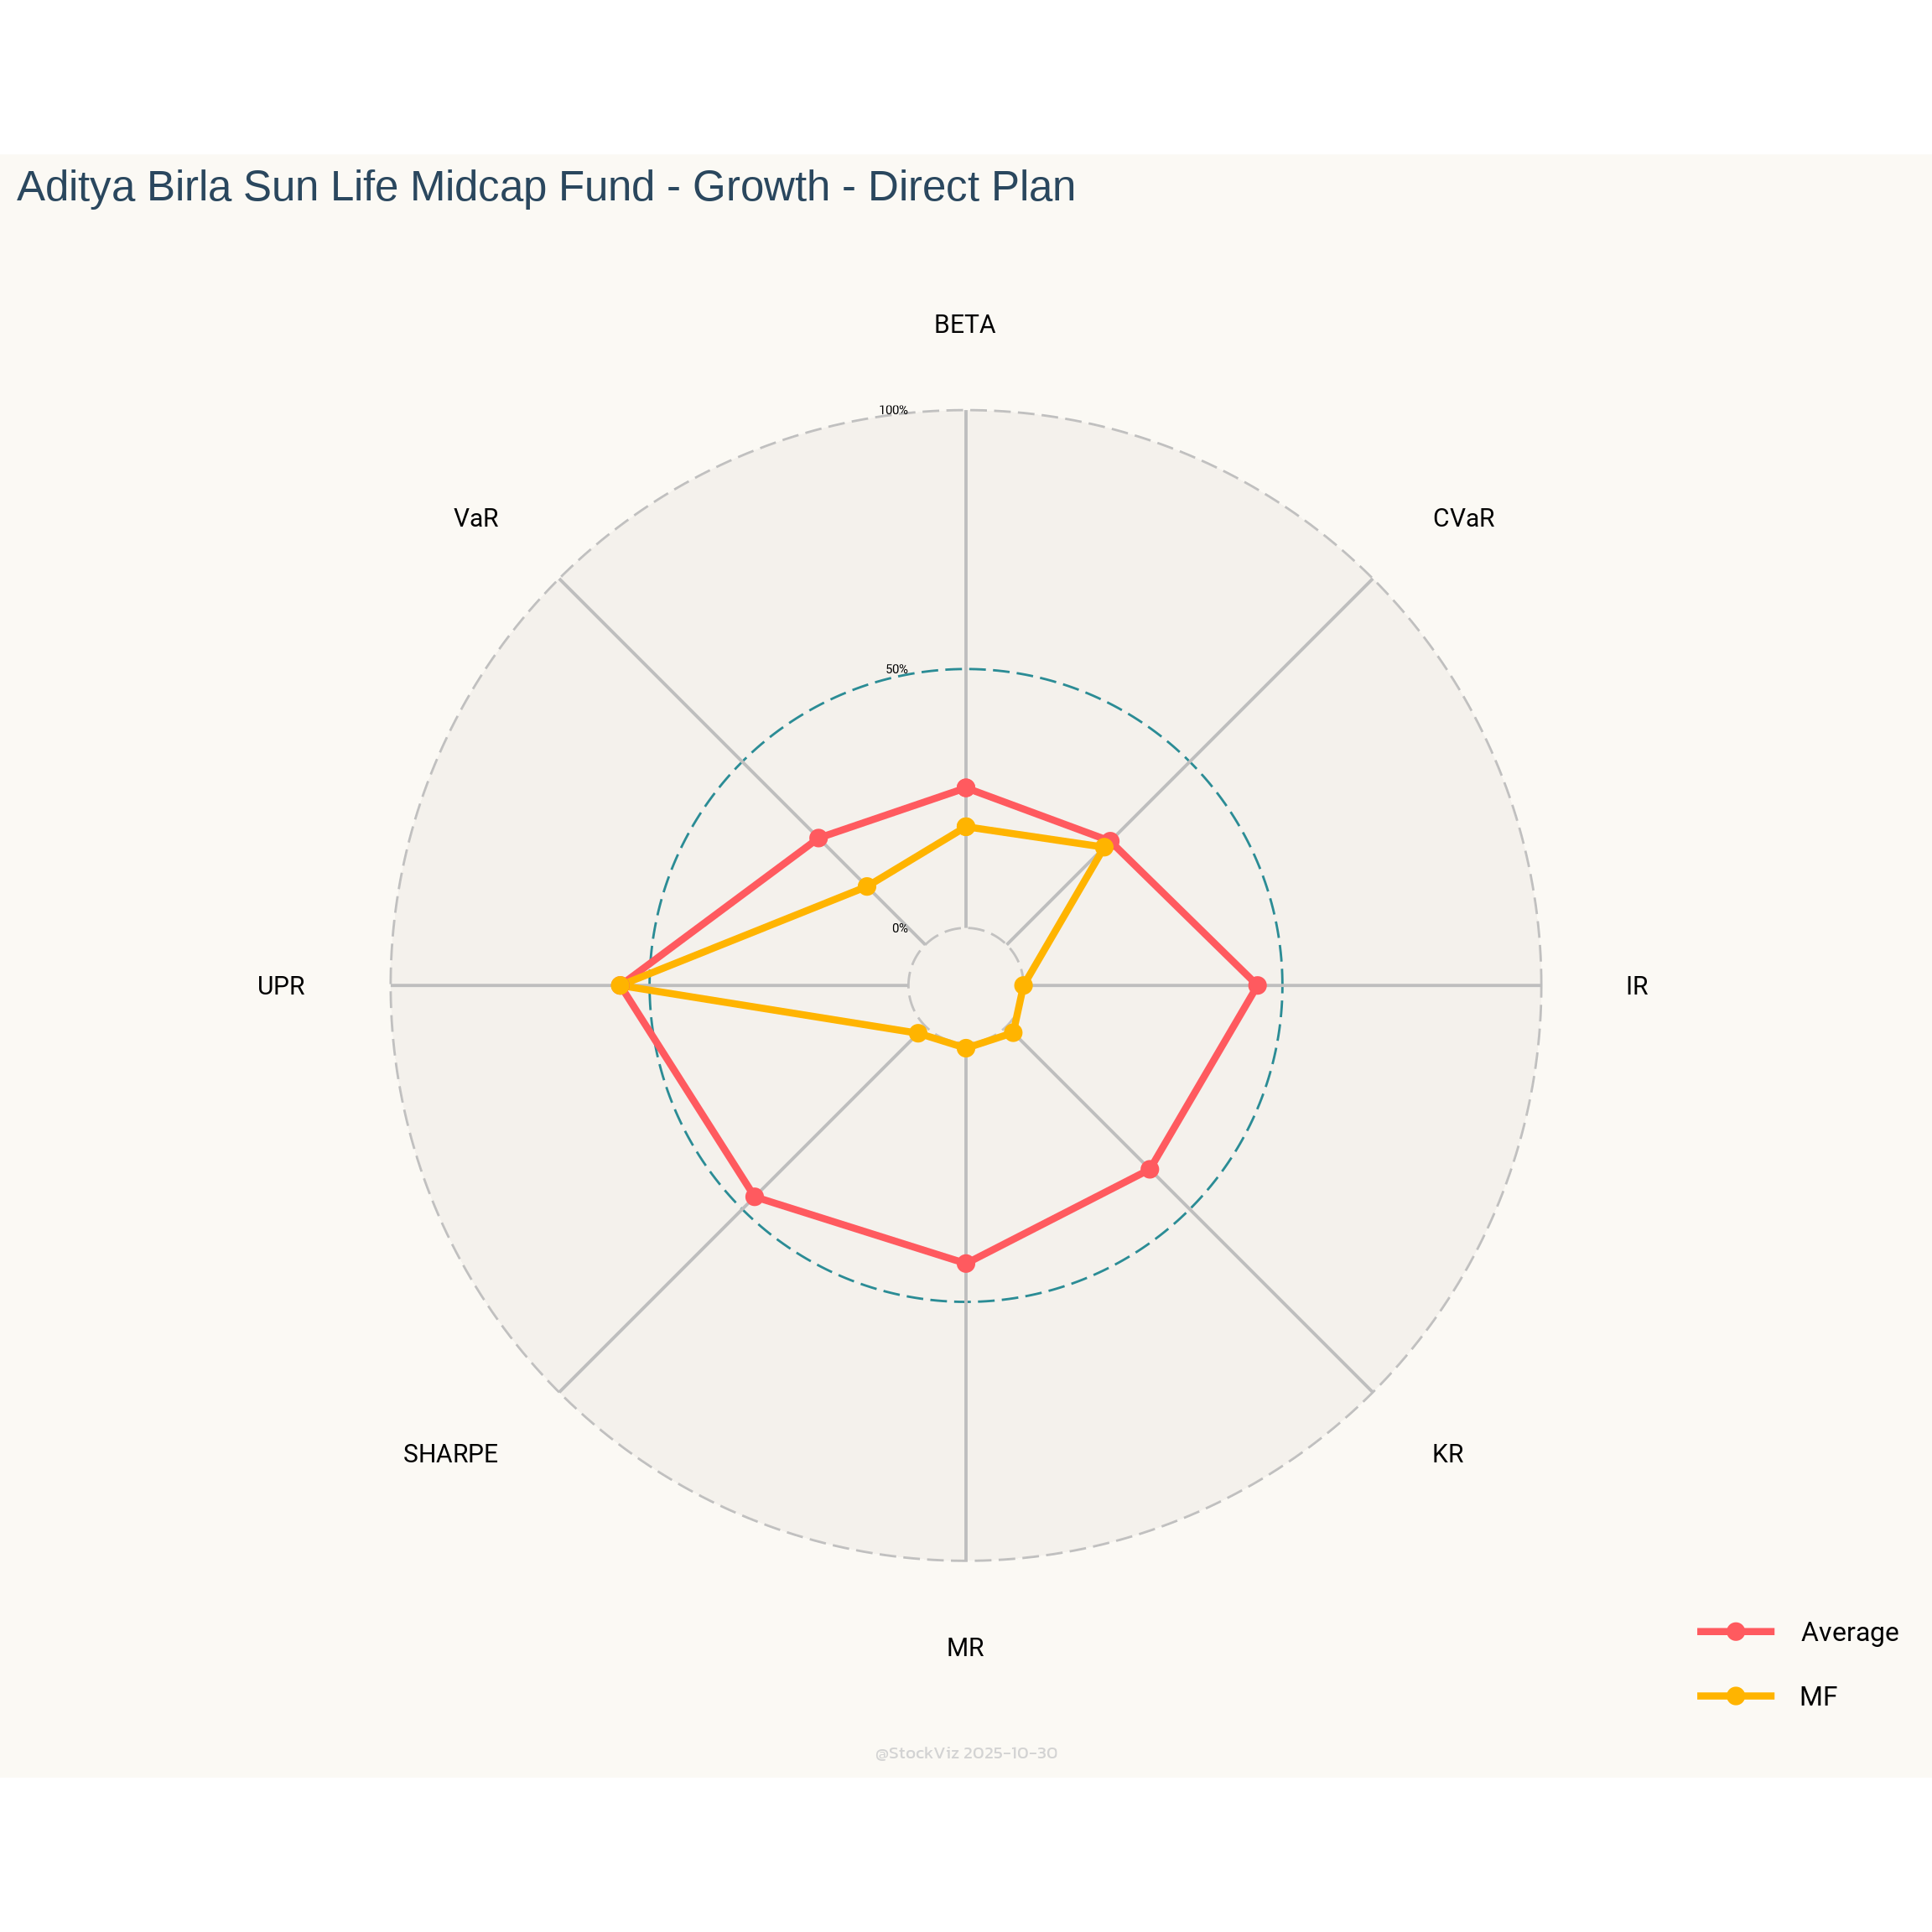 Aditya Birla Sun Life Midcap Fund - Growth - Direct Plan
BETA
100%
VaR
CVaR
50%
0%
UPR
IR
SHARPE
KR
MR
Average
MF
@StockViz 2025-10-30